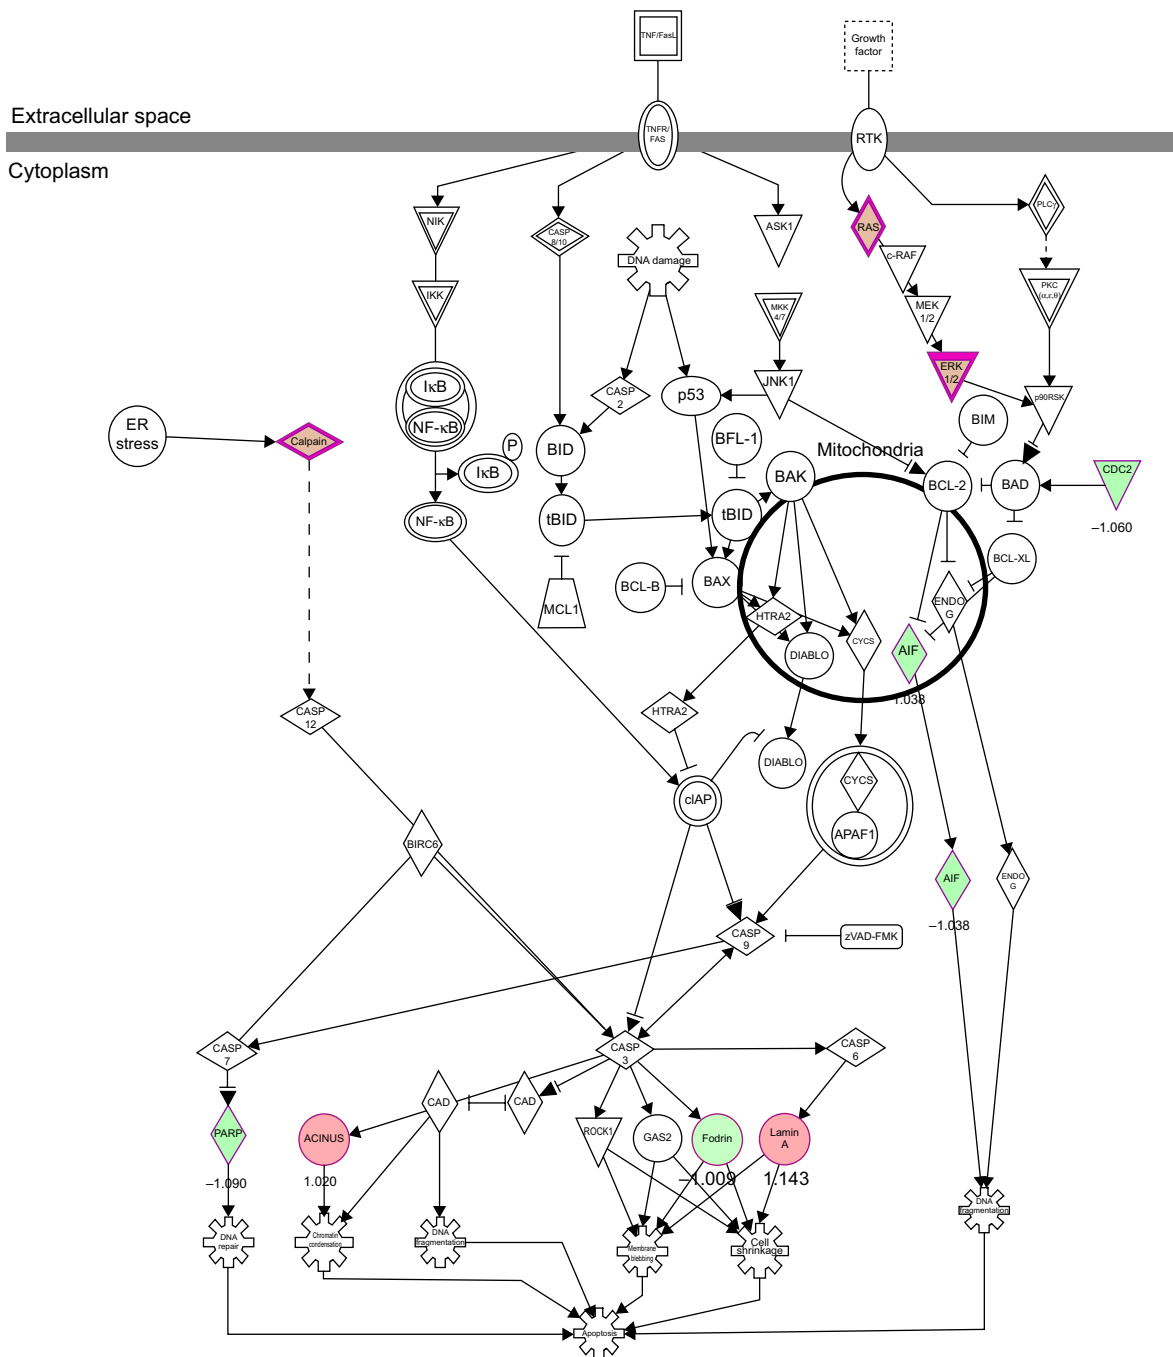 TNF/FasL
Growth
factor
Extracellular space
TNFR/
FAS
RTK
Cytoplasm
NIK
CASP
8/10
ASK1
RAS
PLCγ
DNA damage
c-RAF
IKK
MKK
4/7
MEK
1/2
PKC
(α,ε,θ)
IκB
NF-κB
CASP
2
p53
JNK1
ERK
1/2
p90RSK
ER
stress
Calpain
P
IκB
BID
BFL-1
Mitochondria
BIM
BAK
BCL-2
BAD
CDC2
–1.060
NF-κB
tBID
tBID
BCL-XL
BCL-B
BAX
MCL1
HTRA2
ENDO
G
DIABLO
CYCS
AIF
1.038
CASP
12
HTRA2
DIABLO
cIAP
CYCS
APAF1
BIRC6
AIF
ENDO
G
–1.038
CASP
9
zVAD-FMK
CASP
7
CASP
3
CASP
6
CAD
CAD
PARP
ACINUS
ROCK1
GAS2
Fodrin
Lamin
A
–1.090
1.020
–1.009
1.143
DNA
repair
Chromatin
condensation
DNA
fragmentation
Membrane
blebbing
Cell
shrinkage
DNA
fragmentation
Apoptosis